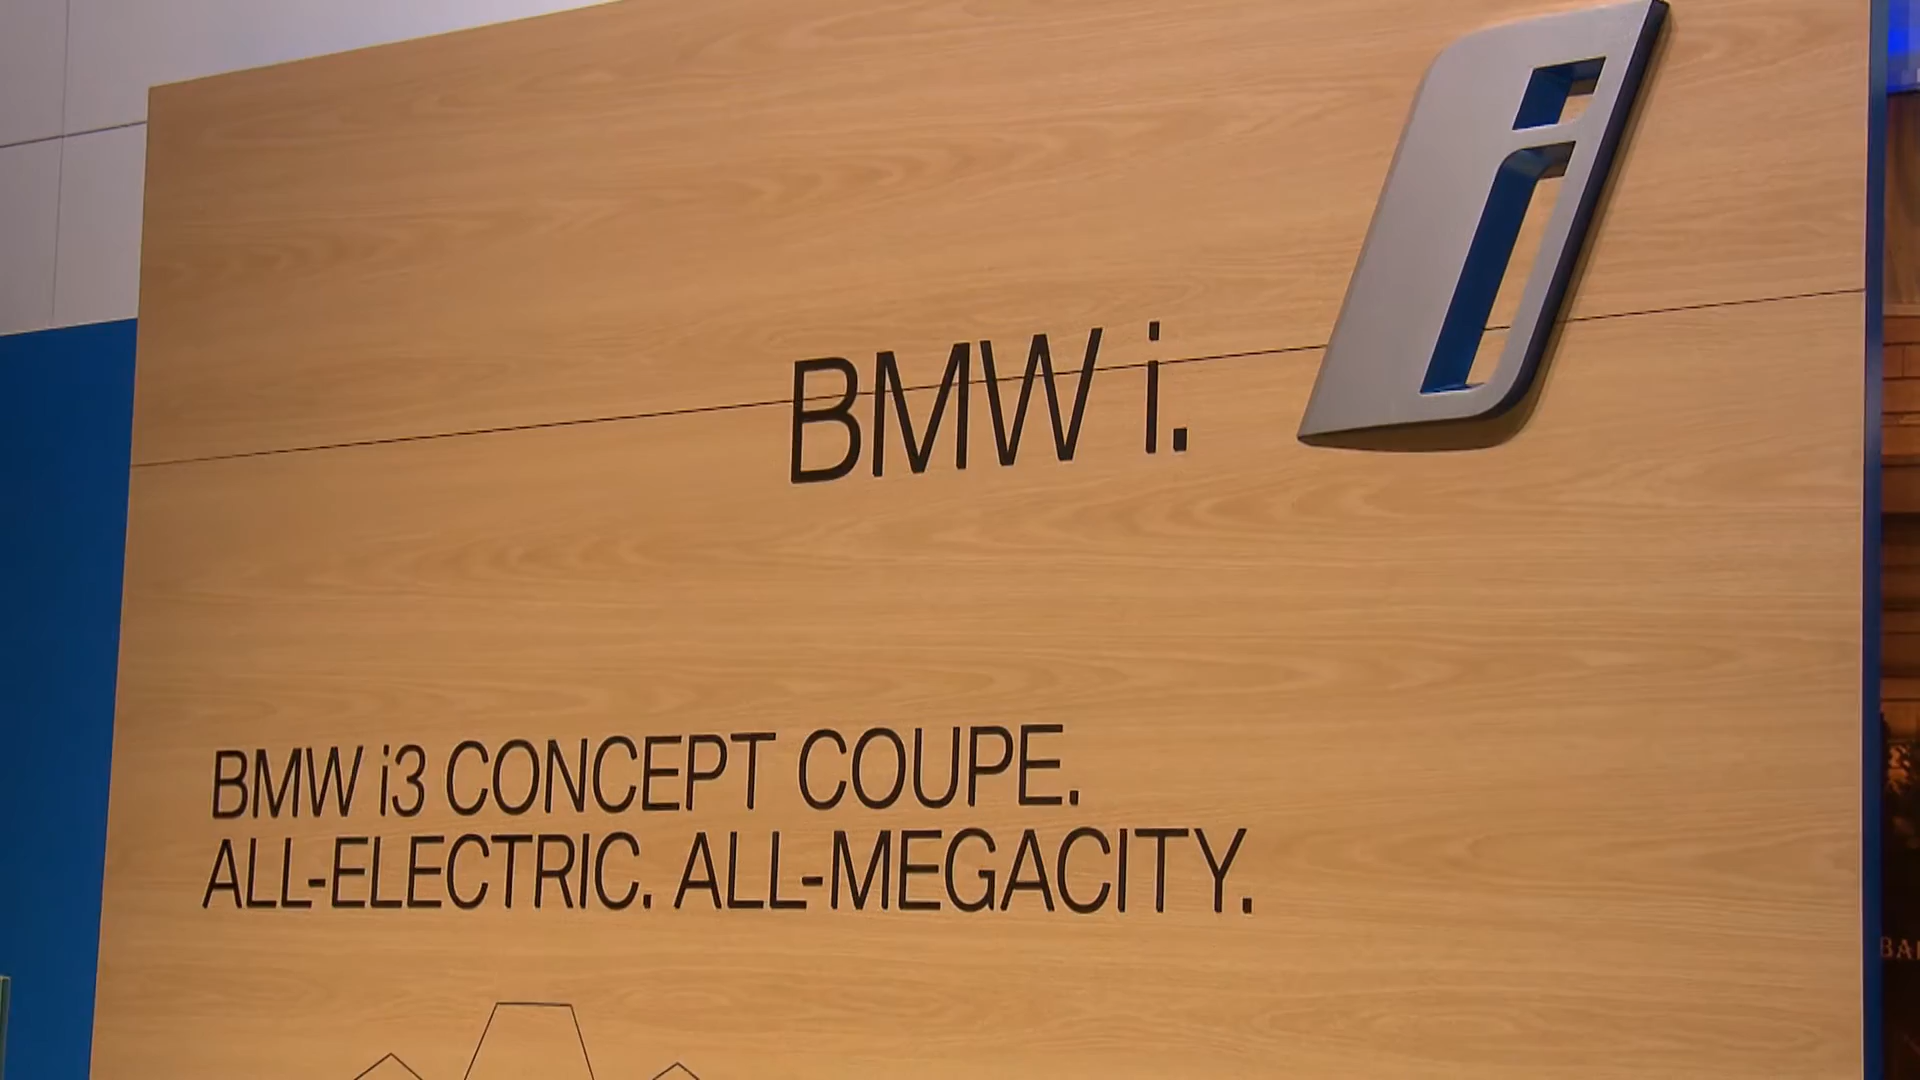 BMW i.
i
BMW i3 CONCEPT COUPE.
ALL-ELECTRIC. ALL-MEGACITY.